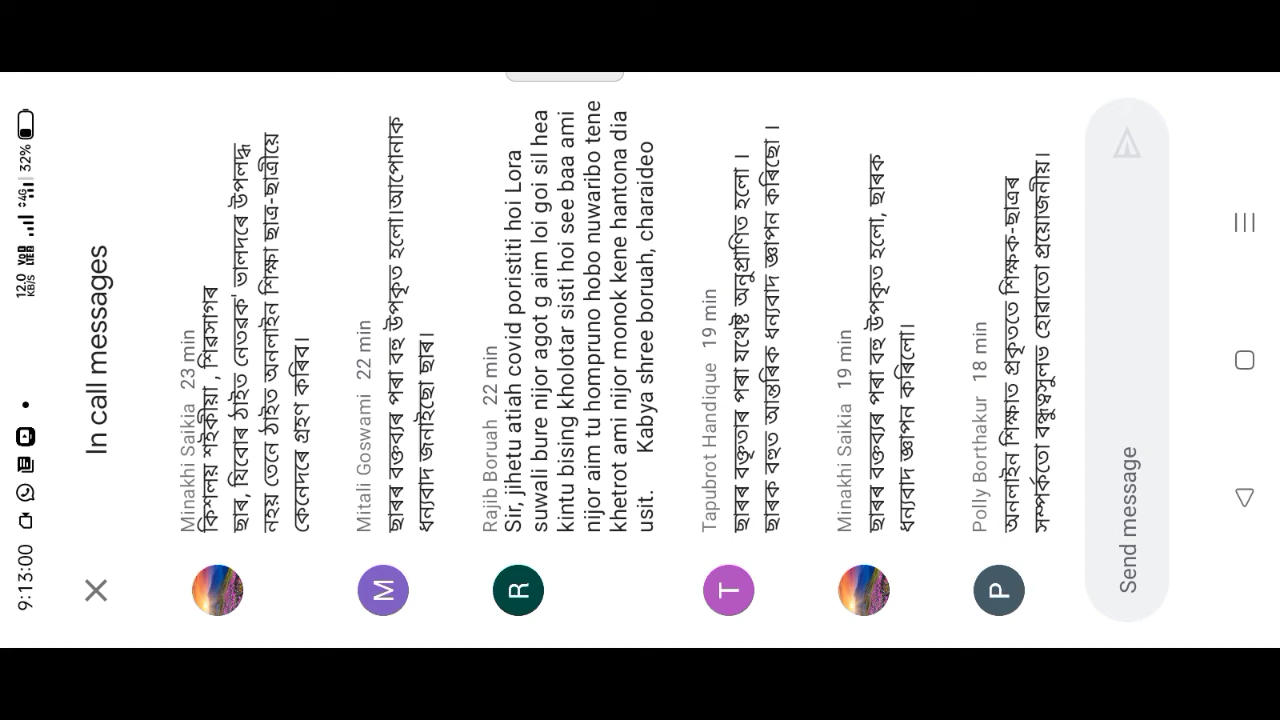 9:13:00
12.0 KB/S
VoD LTE2
4G
32%
In call messages
Minakhi Saikia 23 min
কিশলয় শইকীয়া , শিৱসাগৰ
ছাৰ, যিবোৰ ঠাইত নেতৱৰ্ক' ভালদৰে উপলদ্ধ
নহয় তেনে ঠাইত অনলাইন শিক্ষা ছাত্ৰ-ছাত্ৰীয়ে
কেনেদৰে গ্ৰহণ কৰিব।
M
Mitali Goswami 22 min
ছাৰৰ বক্তব্যৰ পৰা বহু উপকৃত হলো।আপোনাক
ধন্যবাদ জনাইছো ছাৰ।
R
Rajib Boruah 22 min
Sir, jihetu atiah covid poristiti hoi Lora
suwali bure nijor agot g aim loi goi sil hea
kintu bising kholotar sisti hoi see baa ami
nijor aim tu hompruno hobo nuwaribo tene
khetrot ami nijor monok kene hantona dia
usit. Kabya shree boruah, charaideo
T
Tapubrot Handique 19 min
ছাৰৰ বক্তৃতাৰ পৰা যথেষ্ট অনুপ্ৰাণিত হলো ।
ছাৰক বহুত আন্তৰিক ধন্যবাদ জ্ঞাপন কৰিছো ।
Minakhi Saikia 19 min
ছাৰৰ বক্তব্যৰ পৰা বহু উপকৃত হলো, ছাৰক
ধন্যবাদ জ্ঞাপন কৰিলো।
P
Polly Borthakur 18 min
অনলাইন শিক্ষাত প্ৰকৃততে শিক্ষক-ছাত্ৰৰ
সম্পৰ্কতো বন্ধুত্বসুলভ হোৱাতো প্ৰয়োজনীয়।
Send message